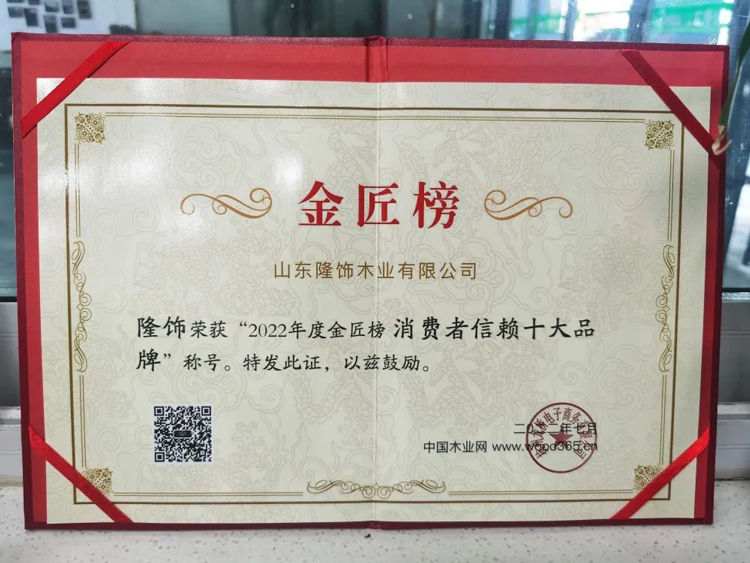 金匠榜
山东隆饰木业有限公司
隆饰荣获“2022年度金匠榜 消费者信赖十大品
牌”称号。特发此证，以兹鼓励。
二〇二二年七月
中国木业网 www.wood365.cn